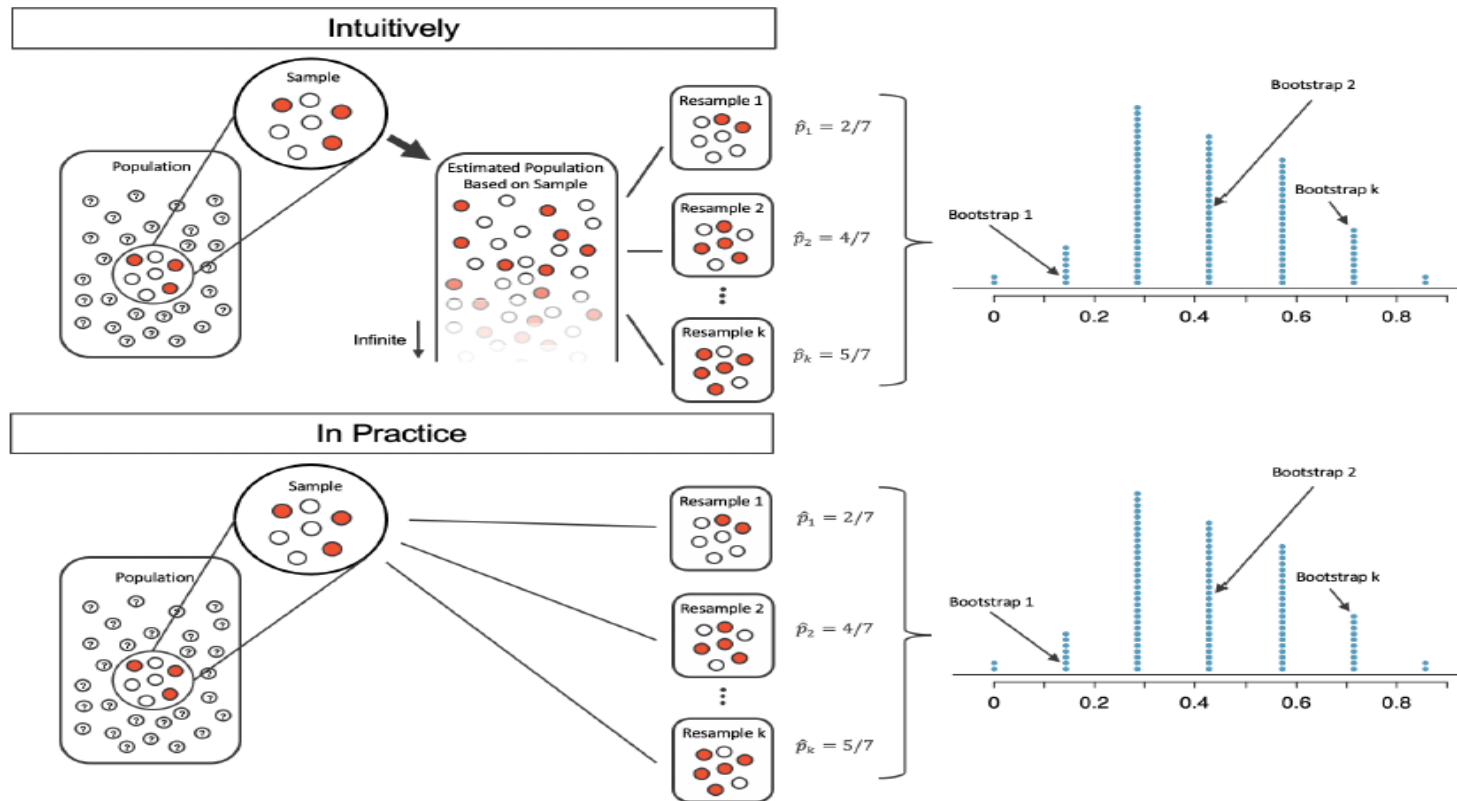 Intuitively
Sample
Population
?
Estimated Population
Based on Sample
Infinite
Resample 1
p̂₁ = 2/7
Resample 2
p̂₂ = 4/7
Resample k
p̂ₖ = 5/7
Bootstrap 1
Bootstrap 2
Bootstrap k
0 0.2 0.4 0.6 0.8
In Practice
Sample
Population
?
Resample 1
p̂₁ = 2/7
Resample 2
p̂₂ = 4/7
Resample k
p̂ₖ = 5/7
Bootstrap 1
Bootstrap 2
Bootstrap k
0 0.2 0.4 0.6 0.8